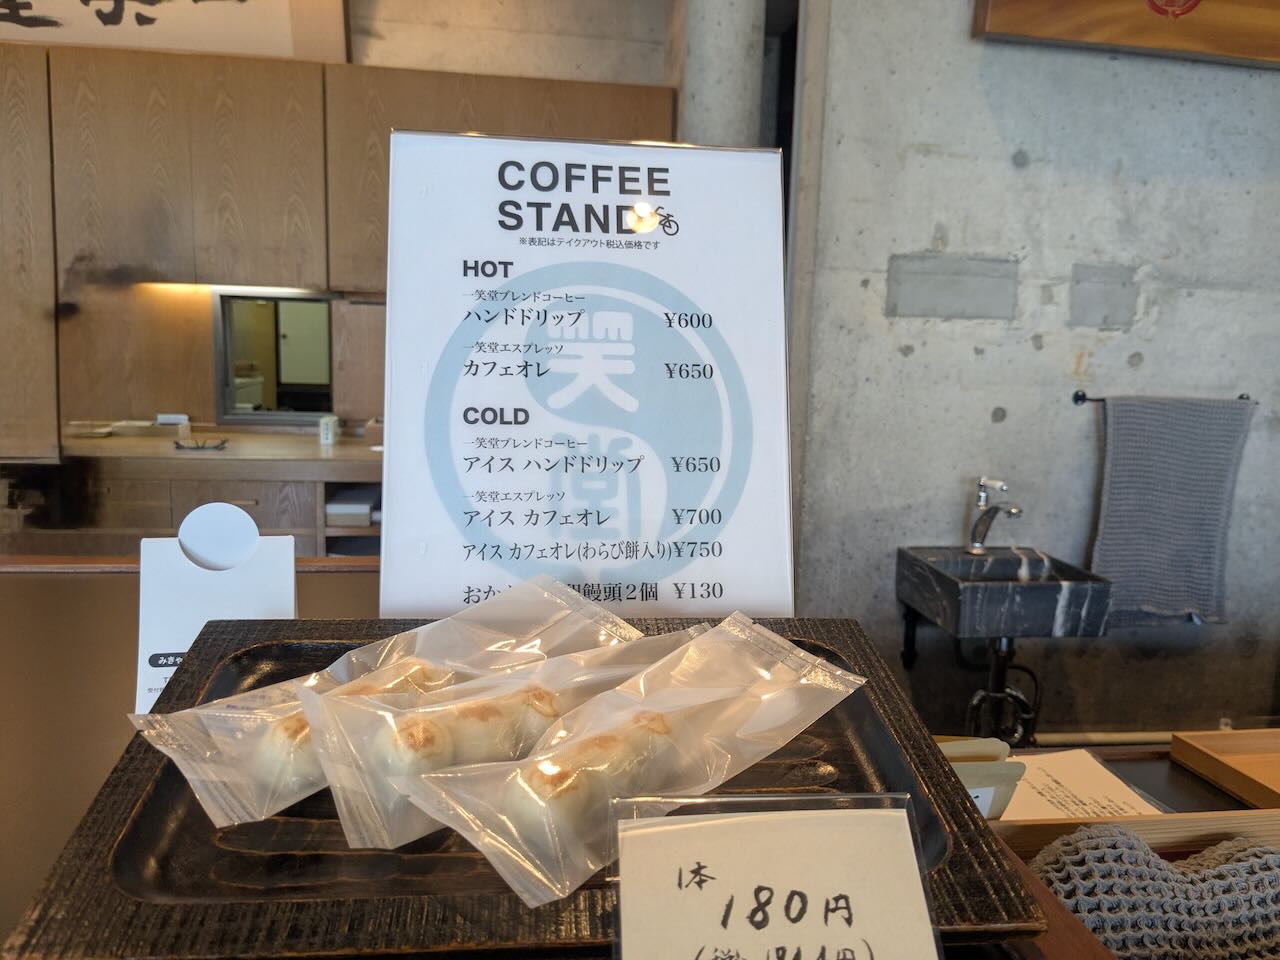 COFFEE
STAND
※表記はテイクアウト税込価格です
HOT
一笑堂ブレンドコーヒー
ハンドドリップ ¥600
一笑堂エスプレッソ
カフェオレ ¥650
COLD
一笑堂ブレンドコーヒー
アイス ハンドドリップ ¥650
一笑堂エスプレッソ
アイス カフェオレ ¥700
アイス カフェオレ(わらび餅入り)¥750
饅頭2個 ¥130
笑
堂
1本
180円